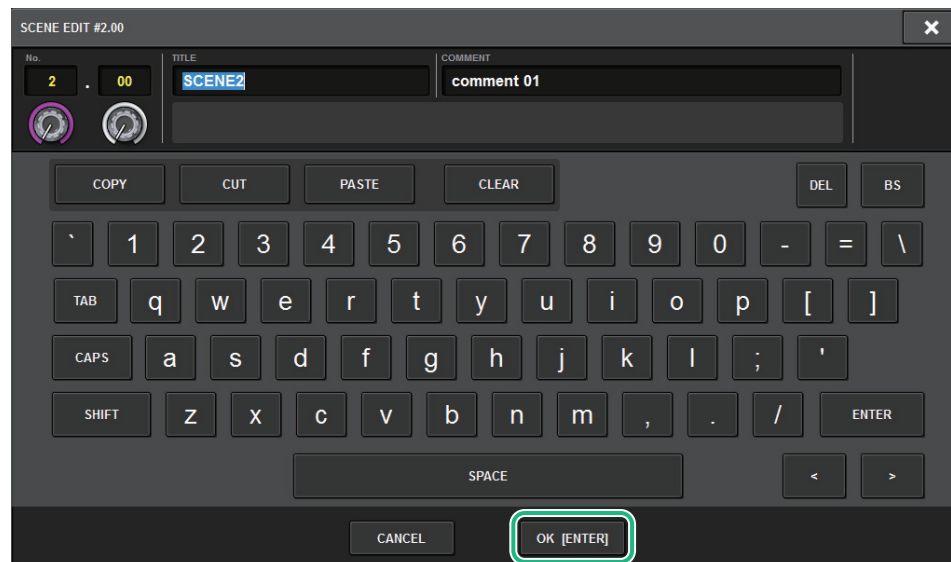 SCENE EDIT #2.00
No. TITLE COMMENT
2 . 00 SCENE2 comment 01
COPY CUT PASTE CLEAR DEL BS
` 1 2 3 4 5 6 7 8 9 0 - = \
TAB q w e r t y u i o p [ ]
CAPS a s d f g h j k l ; '
SHIFT z x c v b n m , . / ENTER
SPACE < >
CANCEL OK [ENTER]